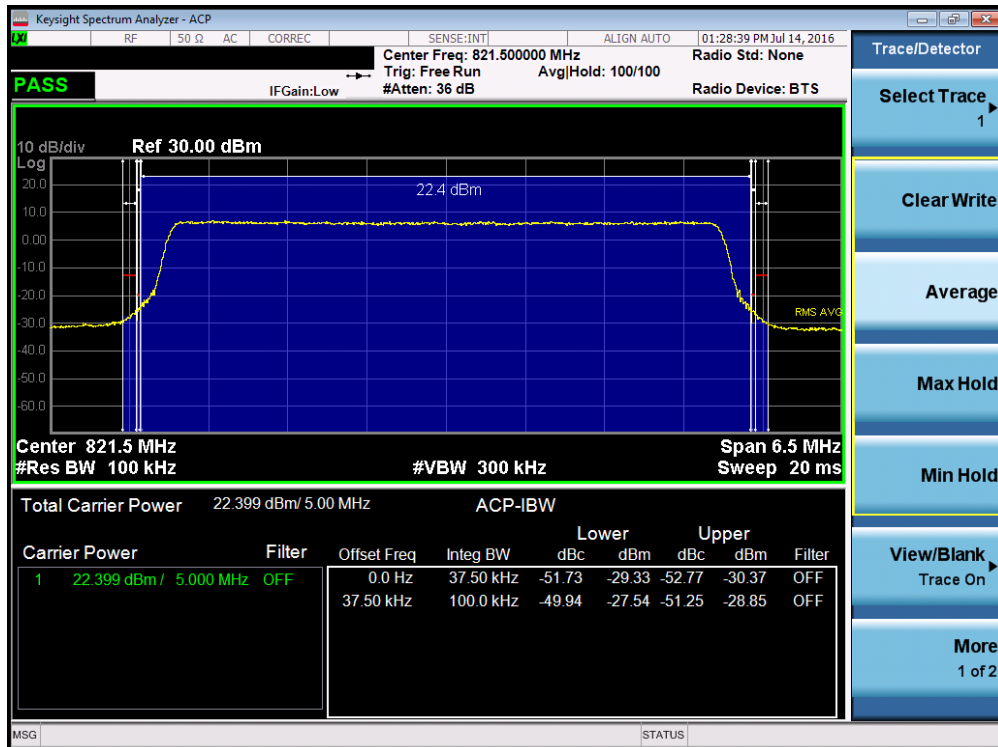 Keysight Spectrum Analyzer - ACP
LXI RF 50 Ω AC CORREC SENSE:INT ALIGN AUTO 01:28:39 PM Jul 14, 2016
Center Freq: 821.500000 MHz Radio Std: None
Trig: Free Run Avg|Hold: 100/100
PASS IFGain:Low #Atten: 36 dB Radio Device: BTS
10 dB/div Ref 30.00 dBm
Log
20.0
10.0
0.00
-10.0
-20.0
-30.0
-40.0
-50.0
-60.0
22.4 dBm
RMS AVG
Center 821.5 MHz Span 6.5 MHz
#Res BW 100 kHz #VBW 300 kHz Sweep 20 ms
Total Carrier Power 22.399 dBm/ 5.00 MHz ACP-IBW
Lower Upper
Carrier Power Filter Offset Freq Integ BW dBc dBm dBc dBm Filter
1 22.399 dBm / 5.000 MHz OFF 0.0 Hz 37.50 kHz -51.73 -29.33 -52.77 -30.37 OFF
37.50 kHz 100.0 kHz -49.94 -27.54 -51.25 -28.85 OFF
MSG STATUS
Trace/Detector
Select Trace
1
Clear Write
Average
Max Hold
Min Hold
View/Blank
Trace On
More
1 of 2